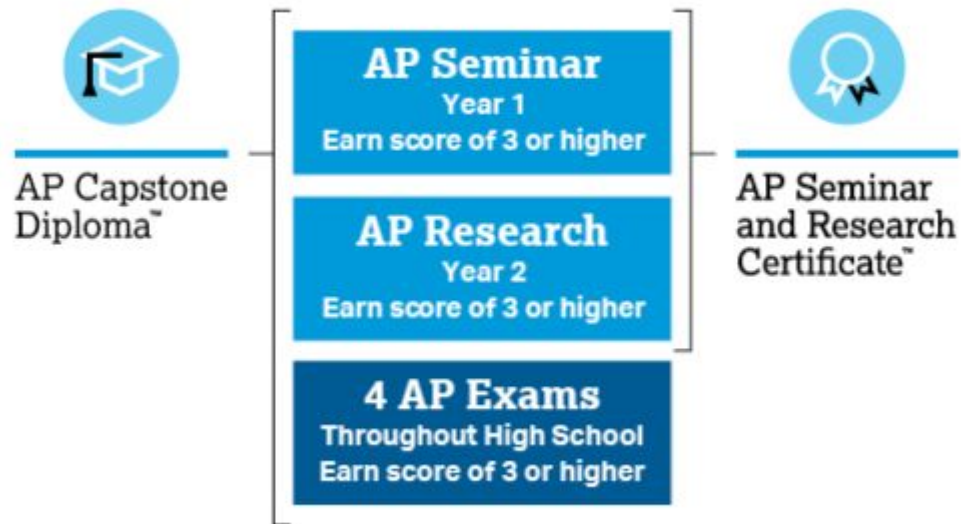 AP Capstone
Diploma™
AP Seminar
Year 1
Earn score of 3 or higher
AP Research
Year 2
Earn score of 3 or higher
4 AP Exams
Throughout High School
Earn score of 3 or higher
AP Seminar
and Research
Certificate™